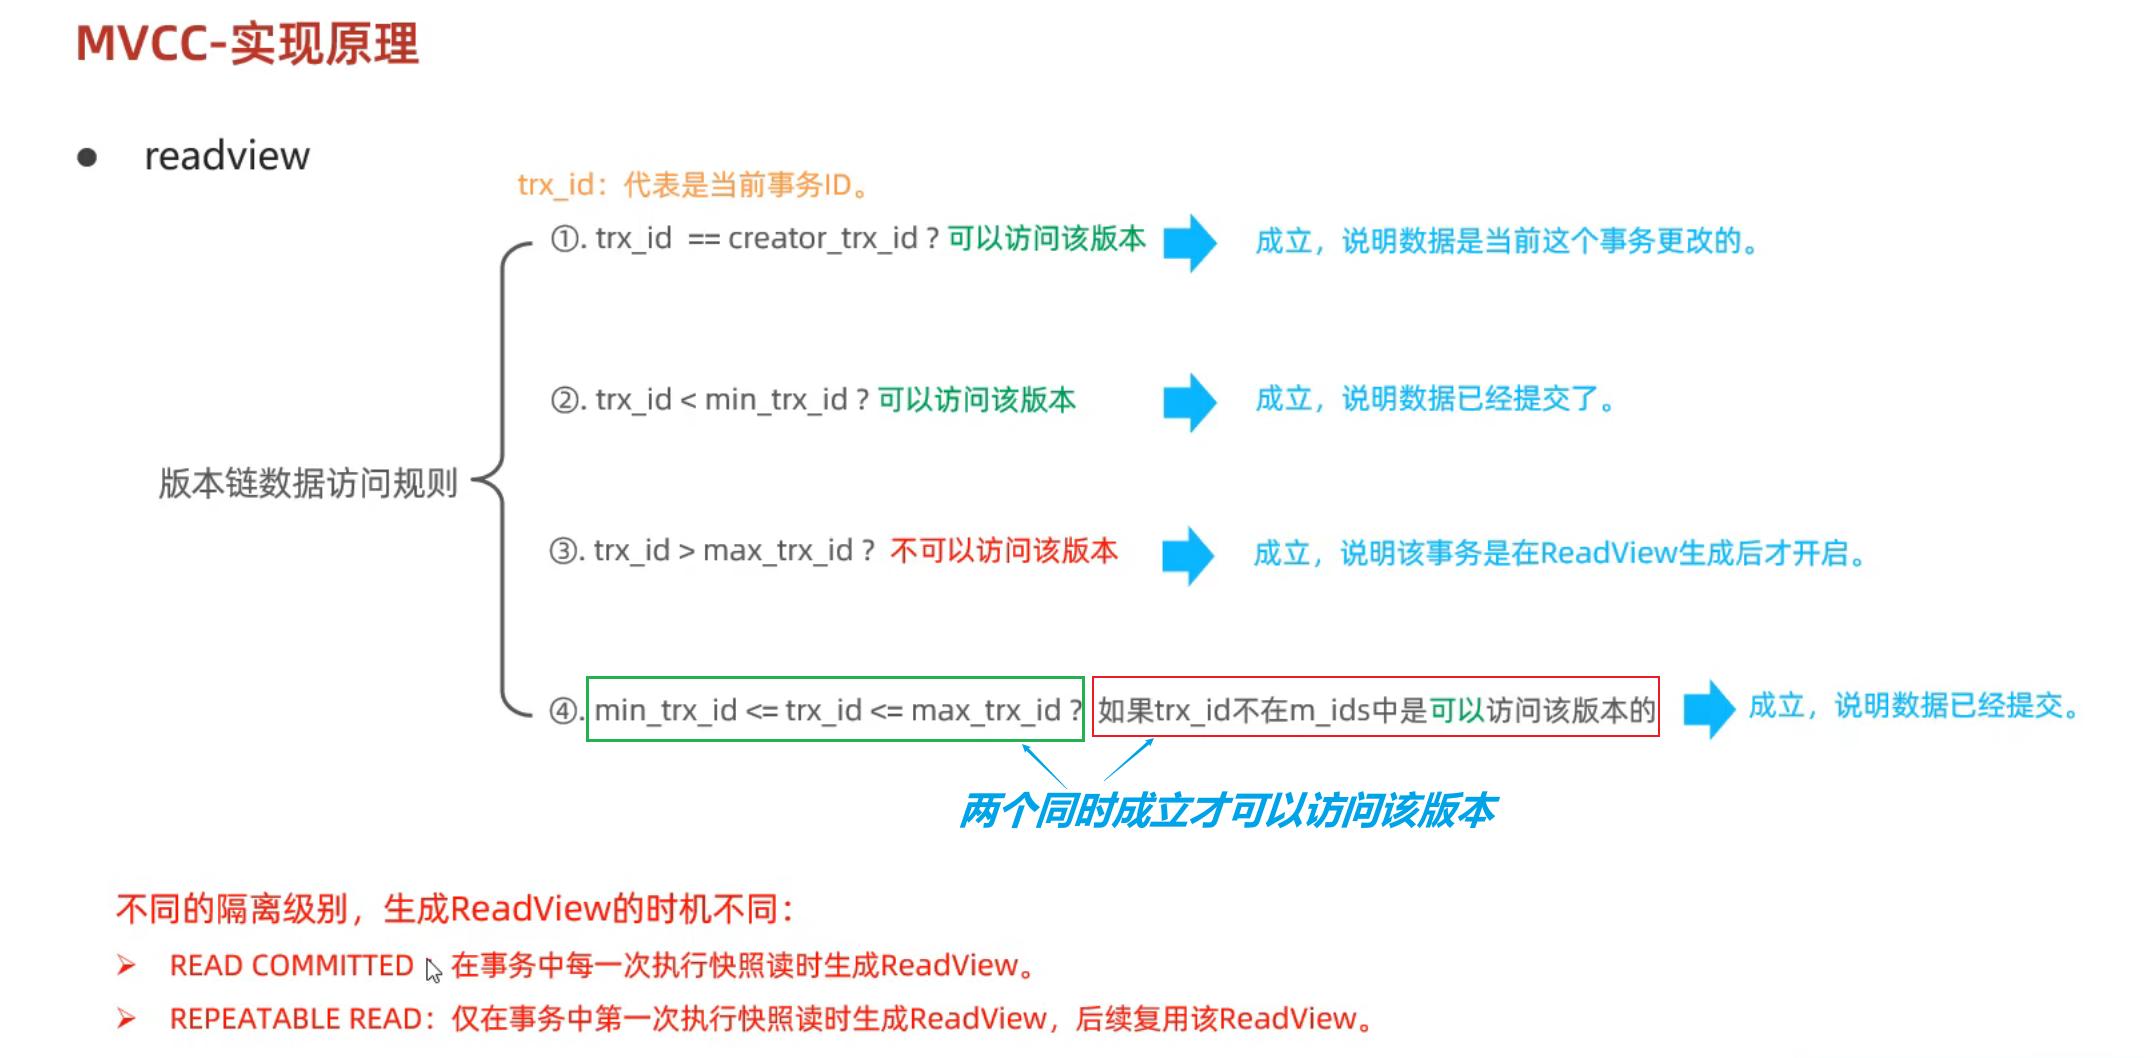 MVCC-实现原理
● readview
trx_id：代表是当前事务ID。
①. trx_id == creator_trx_id ? 可以访问该版本 成立，说明数据是当前这个事务更改的。
②. trx_id < min_trx_id ? 可以访问该版本 成立，说明数据已经提交了。
版本链数据访问规则
③. trx_id > max_trx_id ? 不可以访问该版本 成立，说明该事务是在ReadView生成后才开启。
④. min_trx_id <= trx_id <= max_trx_id ? 如果trx_id不在m_ids中是可以访问该版本的 成立，说明数据已经提交。
两个同时成立才可以访问该版本
不同的隔离级别，生成ReadView的时机不同：
➢ READ COMMITTED 在事务中每一次执行快照读时生成ReadView。
➢ REPEATABLE READ：仅在事务中第一次执行快照读时生成ReadView，后续复用该ReadView。